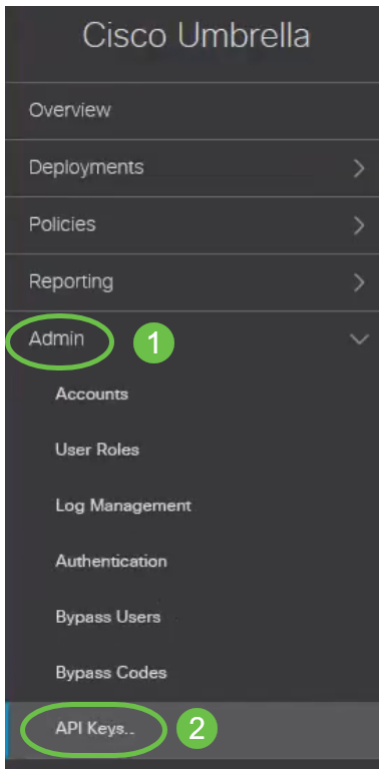 Cisco Umbrella
Overview
Deployments
Policies
Reporting
Admin 1
Accounts
User Roles
Log Management
Authentication
Bypass Users
Bypass Codes
API Keys.. 2